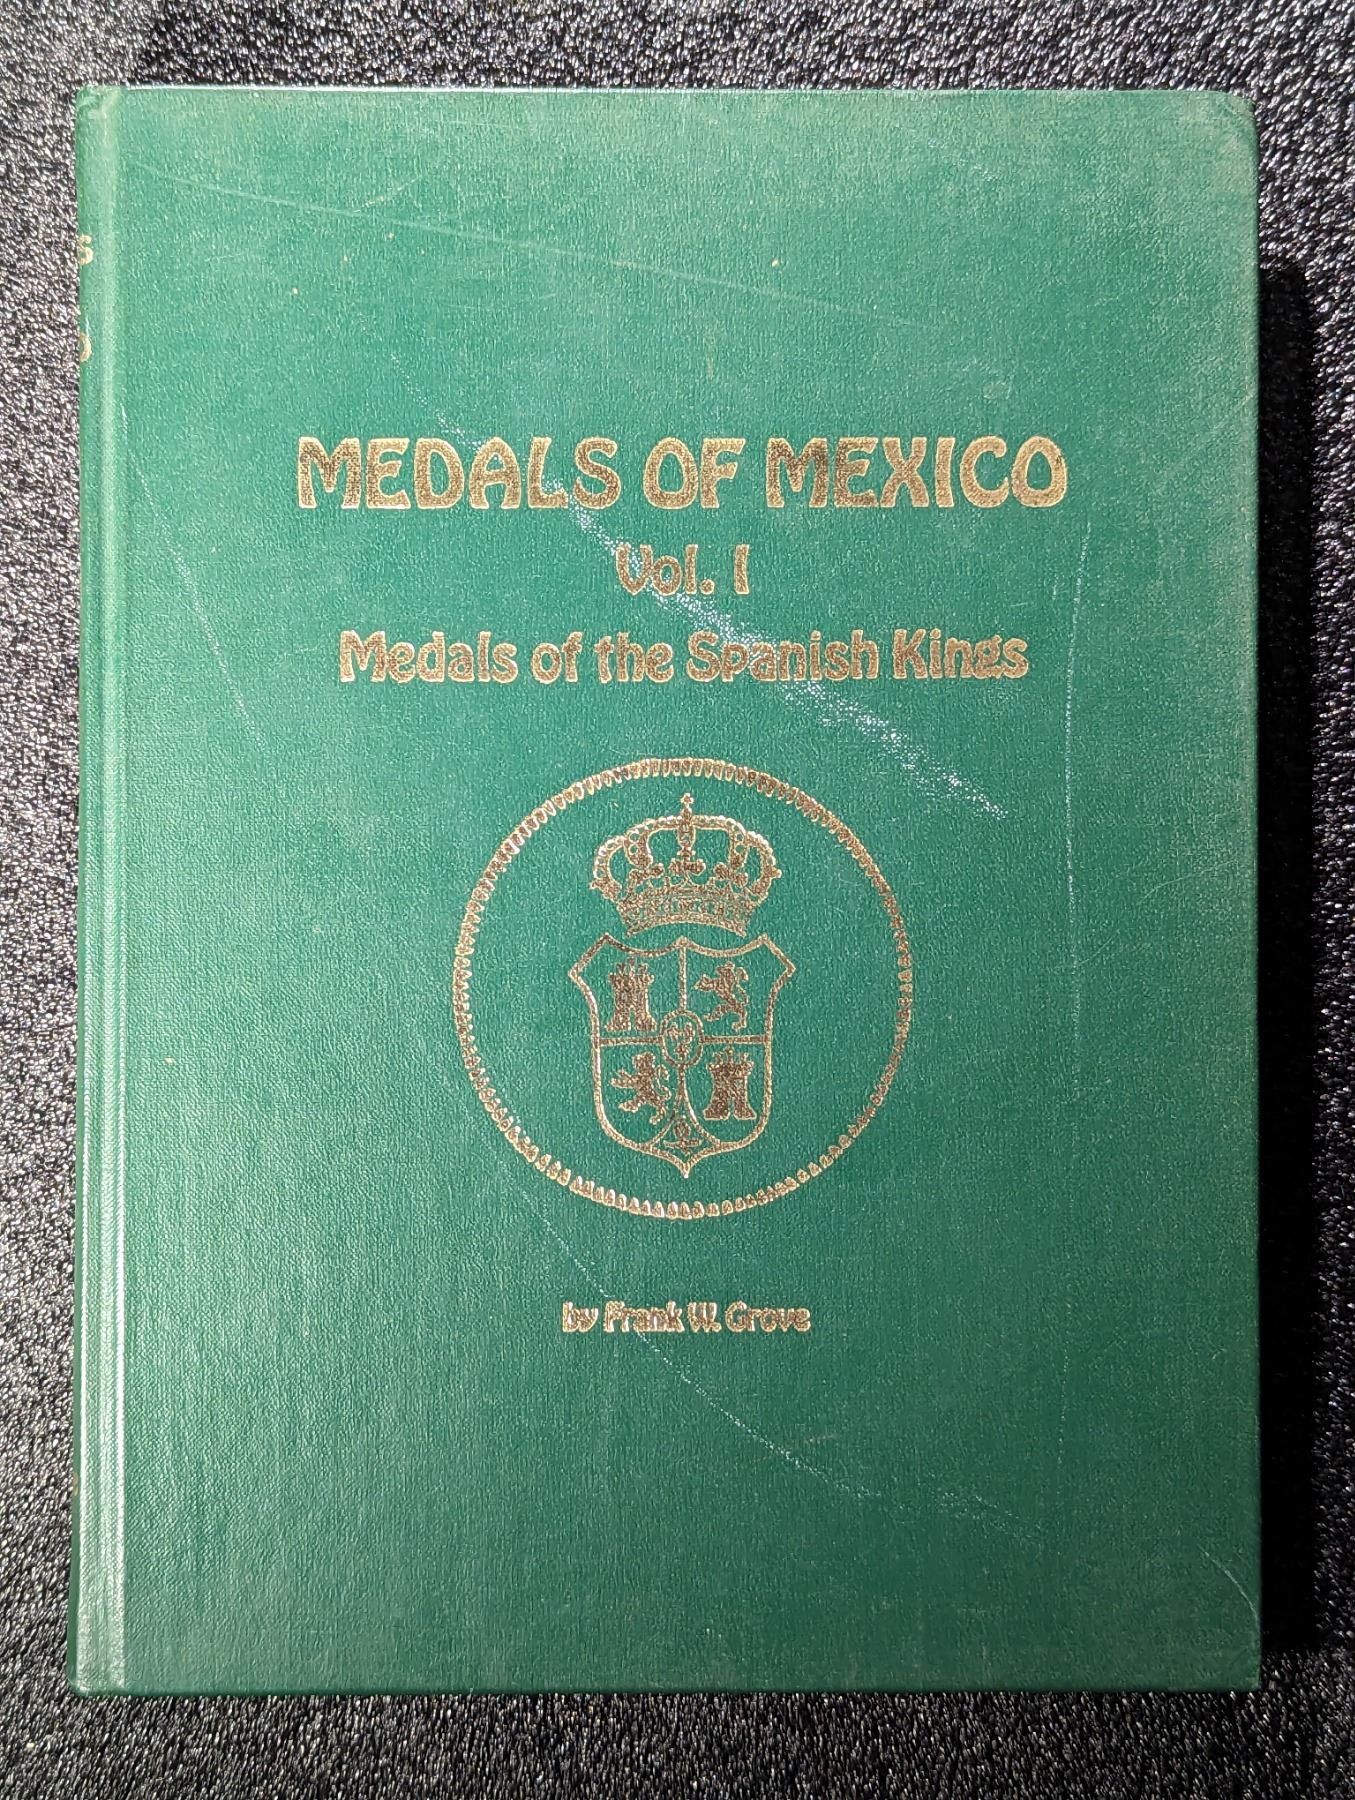 MEDALS OF MEXICO
Vol. I
Medals of the Spanish Kings
by Frank W. Grove